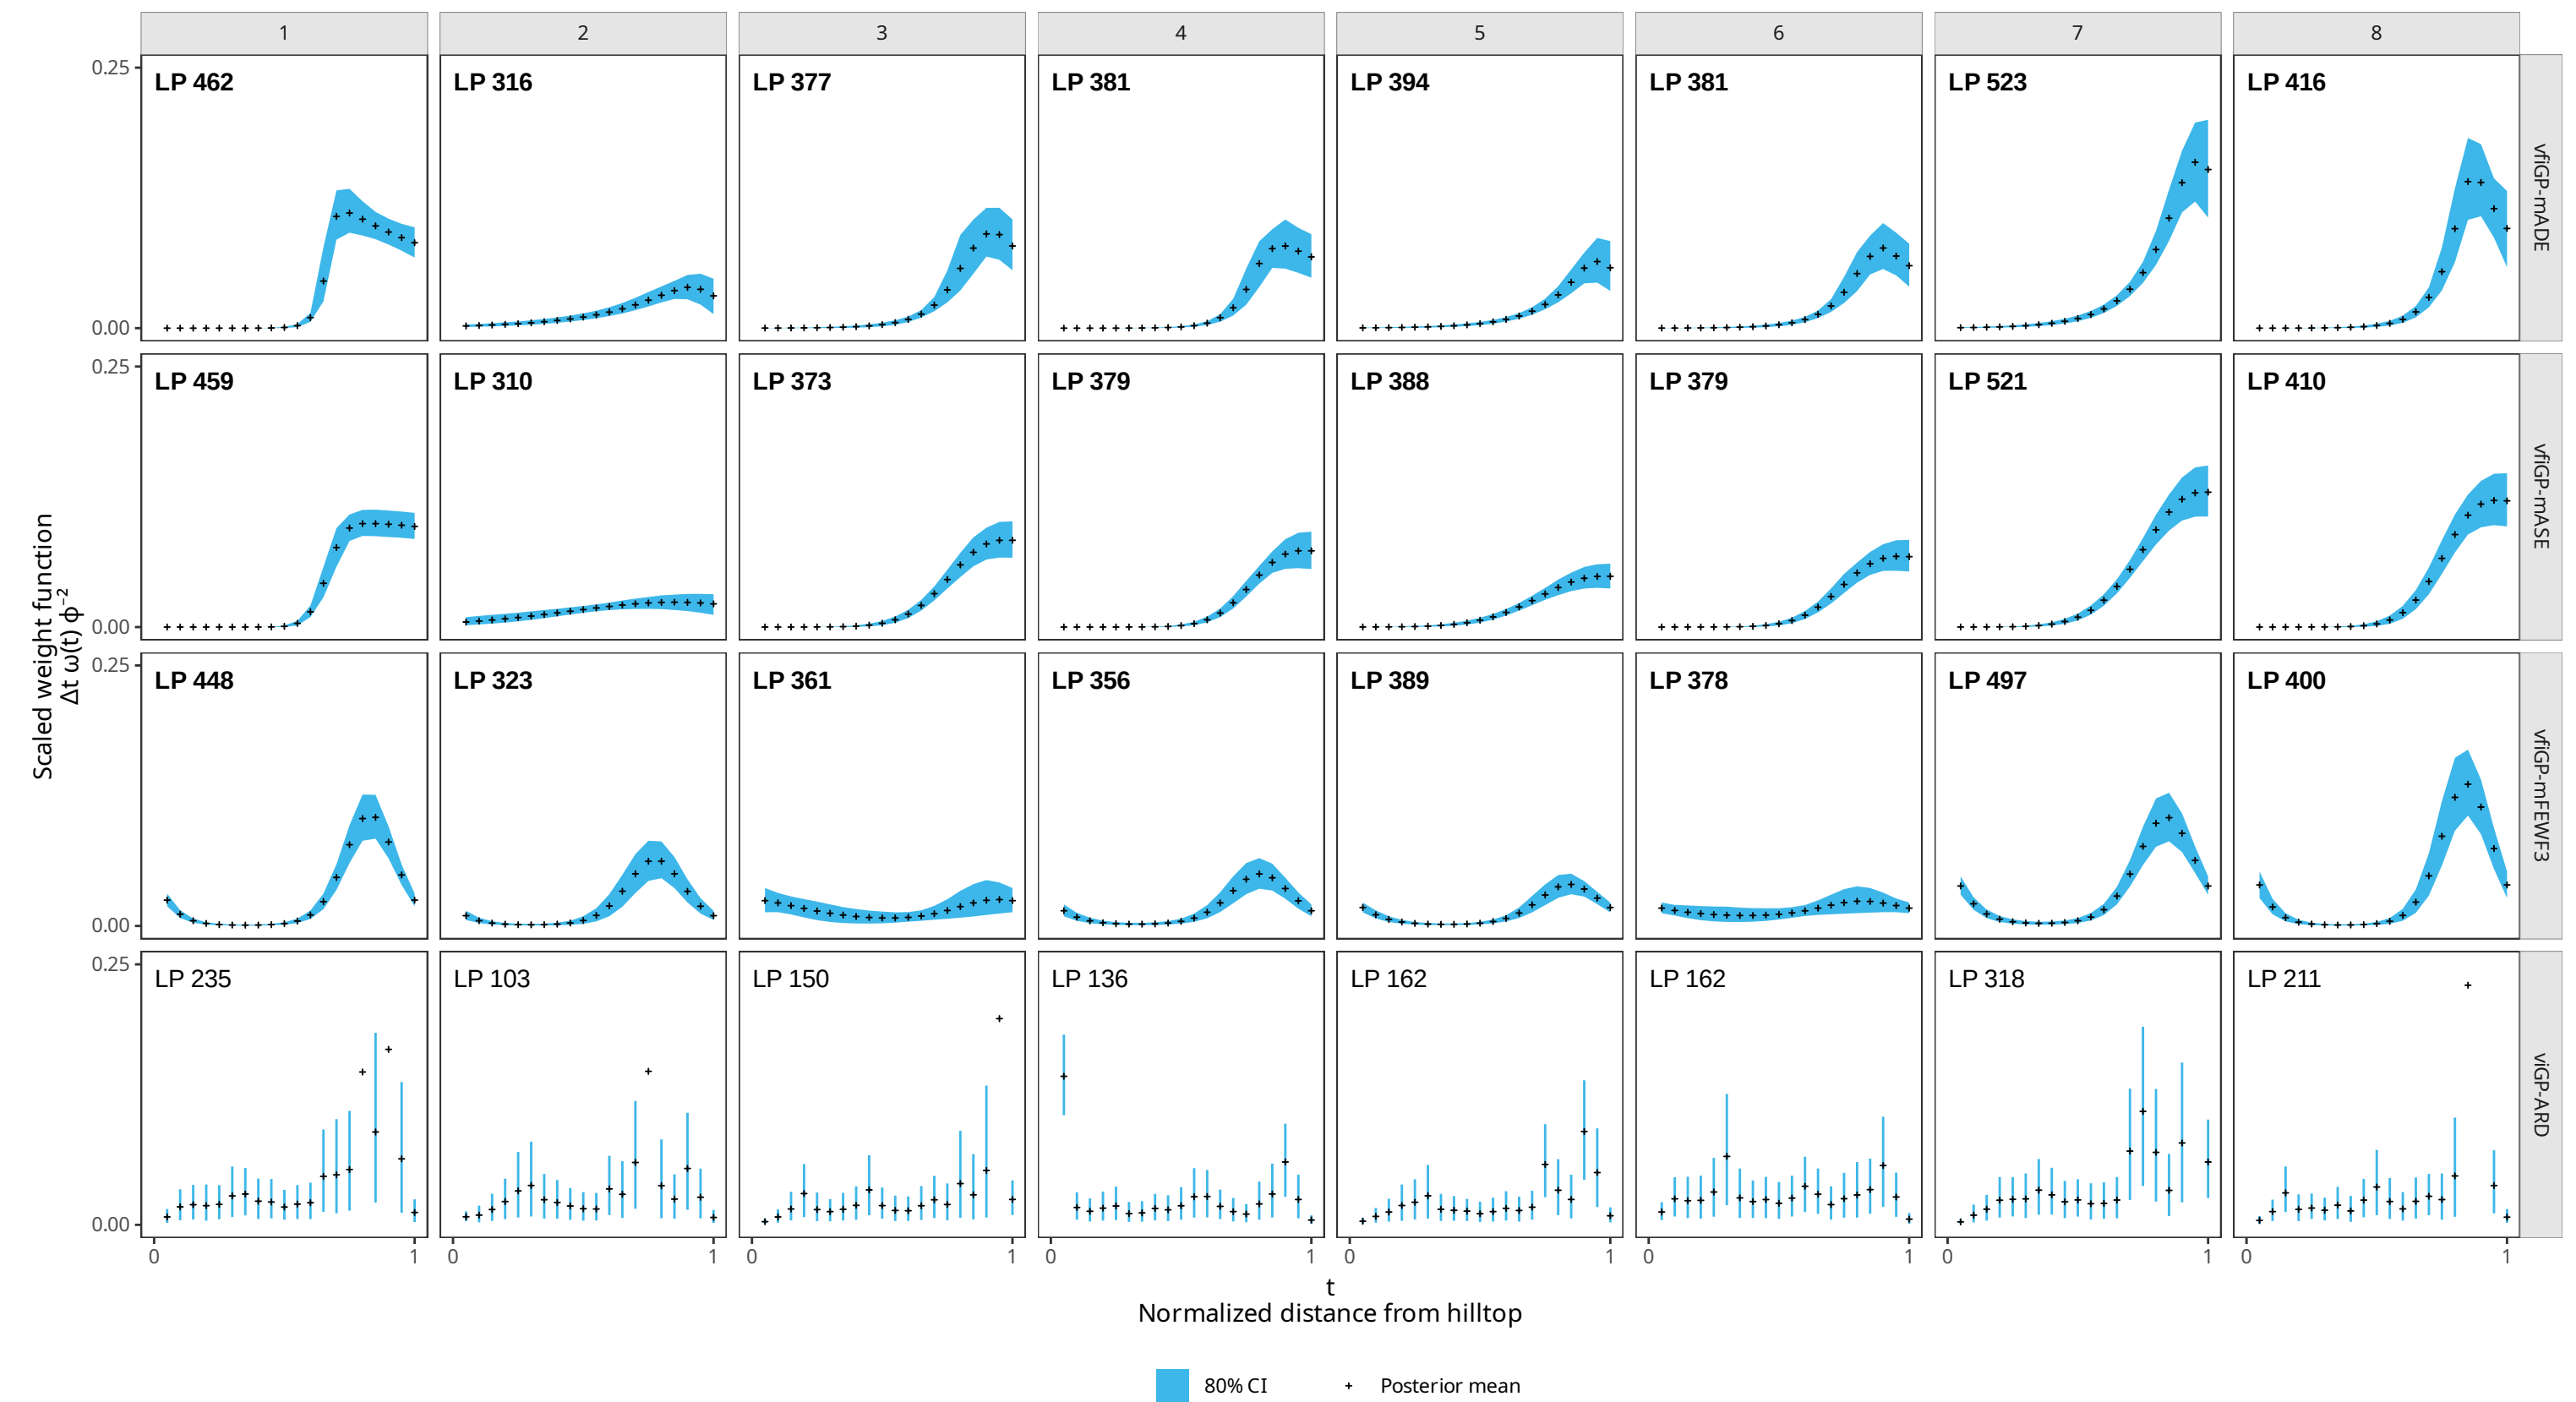 1 2 3 4 5 6 7 8
0.25
LP 462 LP 316 LP 377 LP 381 LP 394 LP 381 LP 523 LP 416
vfiGP-mADE
0.00
0.25
LP 459 LP 310 LP 373 LP 379 LP 388 LP 379 LP 521 LP 410
vfiGP-mASE
0.00
Scaled weight function
Δt ω(t) ϕ⁻²
0.25
LP 448 LP 323 LP 361 LP 356 LP 389 LP 378 LP 497 LP 400
vfiGP-mFEWF3
0.00
0.25
LP 235 LP 103 LP 150 LP 136 LP 162 LP 162 LP 318 LP 211
viGP-ARD
0.00
0 1 0 1 0 1 0 1 0 1 0 1 0 1 0 1
t
Normalized distance from hilltop
80% CI Posterior mean